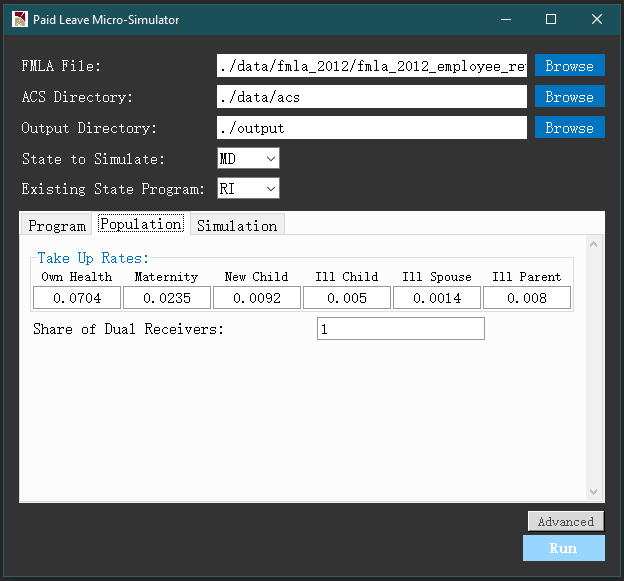 Paid Leave Micro-Simulator
FMLA File: ./data/fmla_2012/fmla_2012_employee_re Browse
ACS Directory: ./data/acs Browse
Output Directory: ./output Browse
State to Simulate: MD
Existing State Program: RI
Program Population Simulation
Take Up Rates:
Own Health Maternity New Child Ill Child Ill Spouse Ill Parent
0.0704 0.0235 0.0092 0.005 0.0014 0.008
Share of Dual Receivers: 1
Advanced
Run